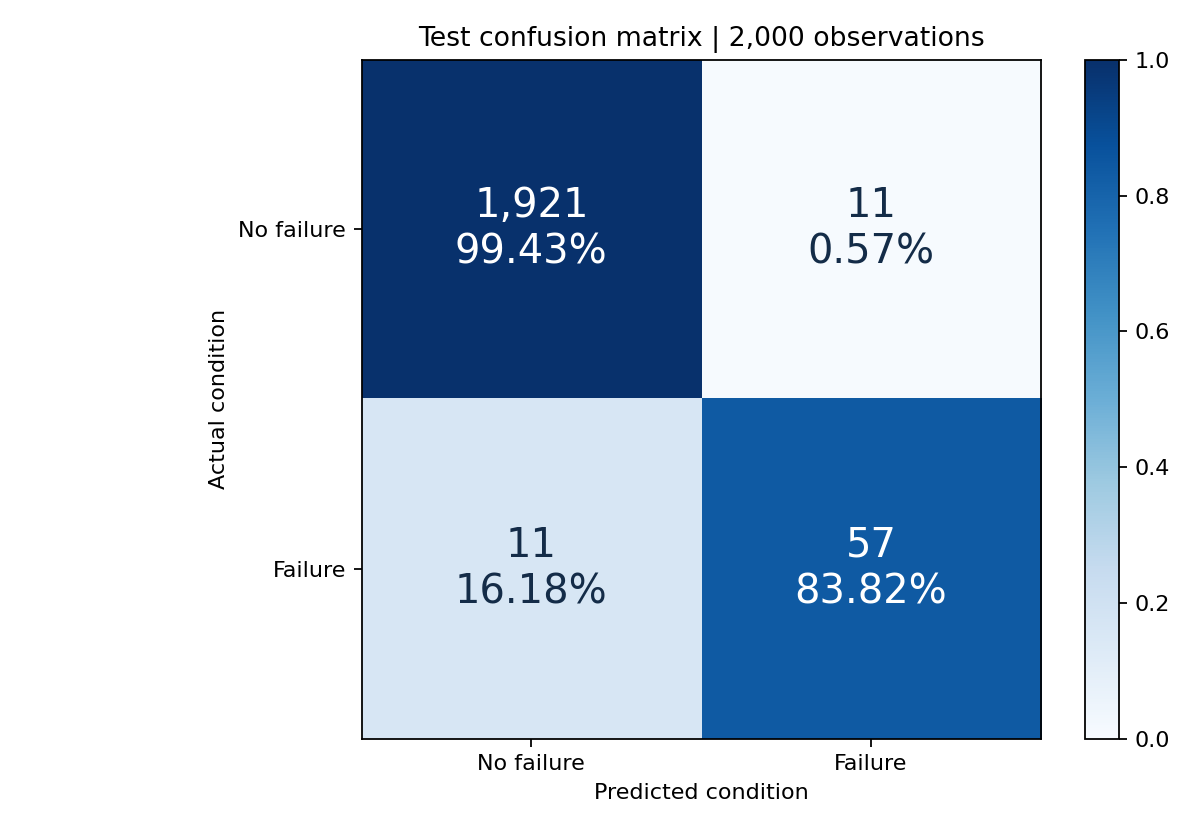 Test confusion matrix | 2,000 observations
1,921
99.43%
11
0.57%
No failure
11
16.18%
57
83.82%
Failure
Actual condition
No failure
Failure
Predicted condition
1.0
0.8
0.6
0.4
0.2
0.0